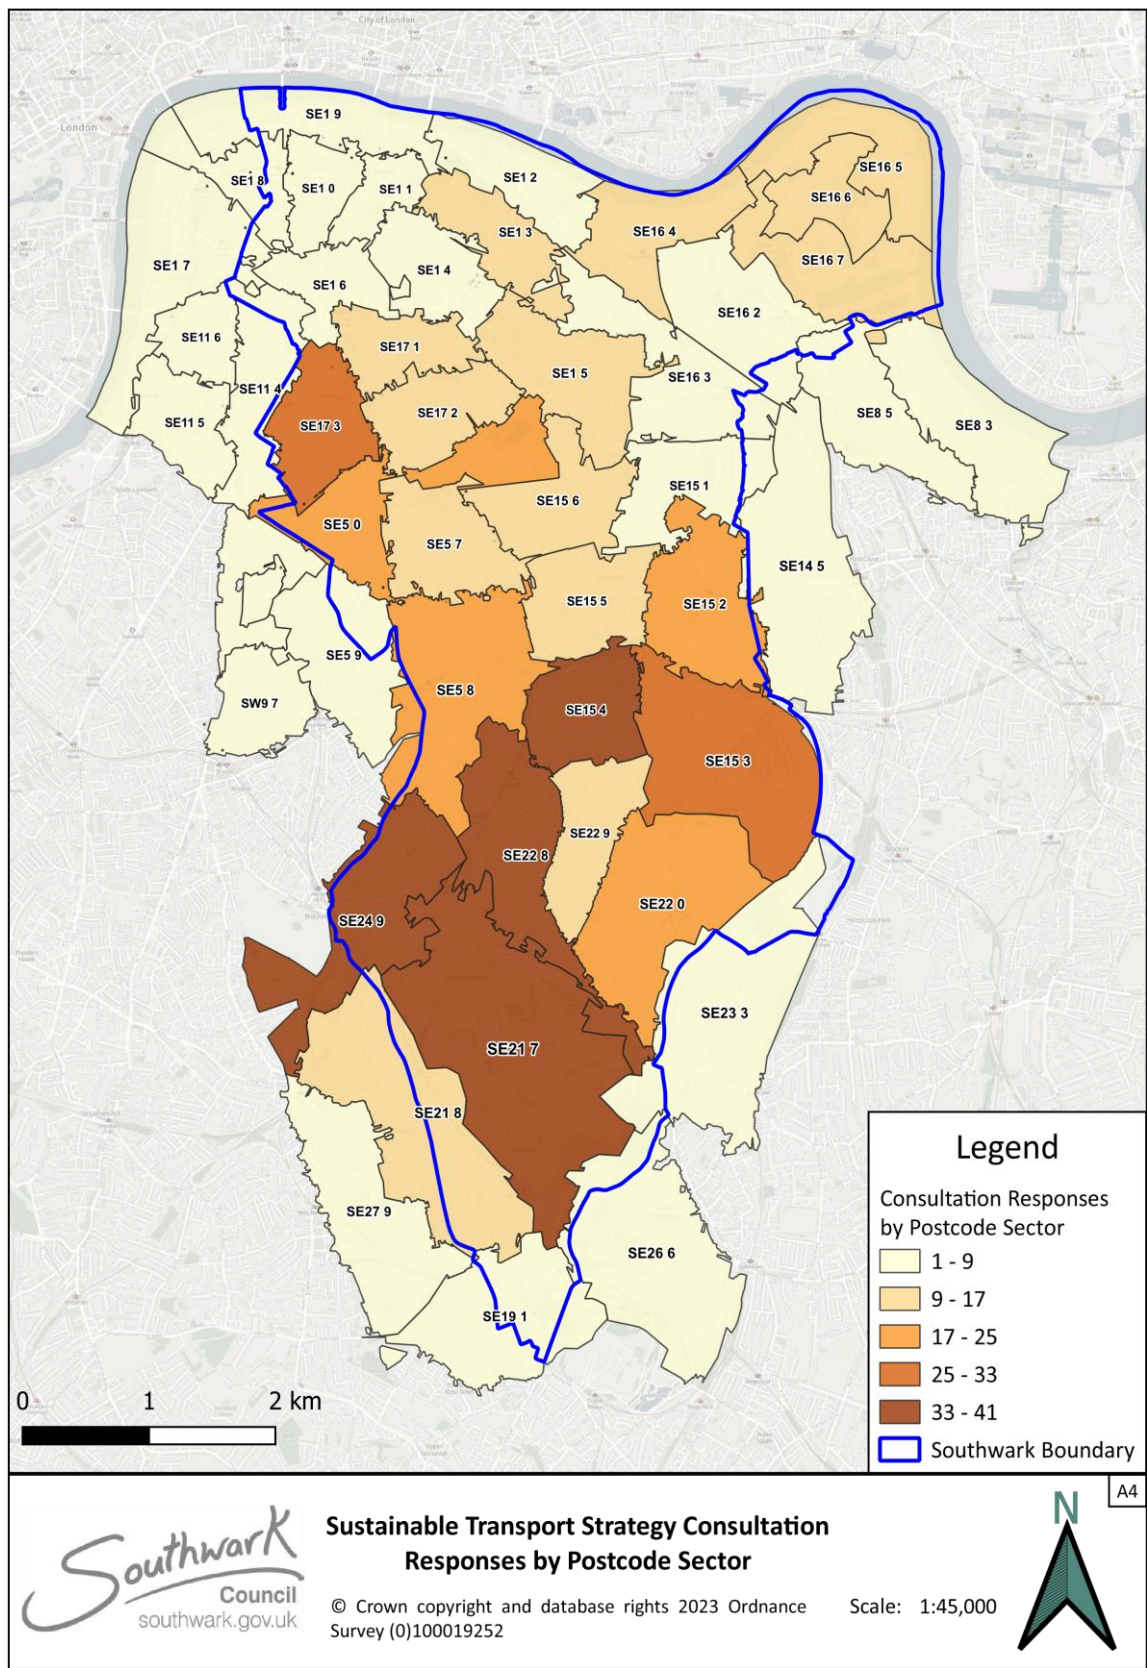 City of London
London
SE1 9
SE1 8
SE1 0
SE1 1
SE1 2
SE16 5
SE16 6
SE1 3
SE16 4
SE16 7
SE1 7
SE1 6
SE1 4
SE16 2
SE11 6
SE17 1
SE1 5
SE16 3
SE11 4
SE17 2
SE8 5
SE11 5
SE17 3
SE8 3
SE15 1
SE15 6
SE5 0
SE5 7
SE14 5
SE15 5
SE15 2
SE5 9
SE5 8
SW9 7
SE15 4
SE15 3
SE22 9
SE22 8
SE22 0
SE24 9
SE23 3
SE21 7
SE21 8
SE27 9
SE26 6
SE19 1
0 1 2 km
Legend
Consultation Responses
by Postcode Sector
1 - 9
9 - 17
17 - 25
25 - 33
33 - 41
Southwark Boundary
A4
N
Southwark
Council
southwark.gov.uk
Sustainable Transport Strategy Consultation
Responses by Postcode Sector
© Crown copyright and database rights 2023 Ordnance
Survey (0)100019252
Scale: 1:45,000